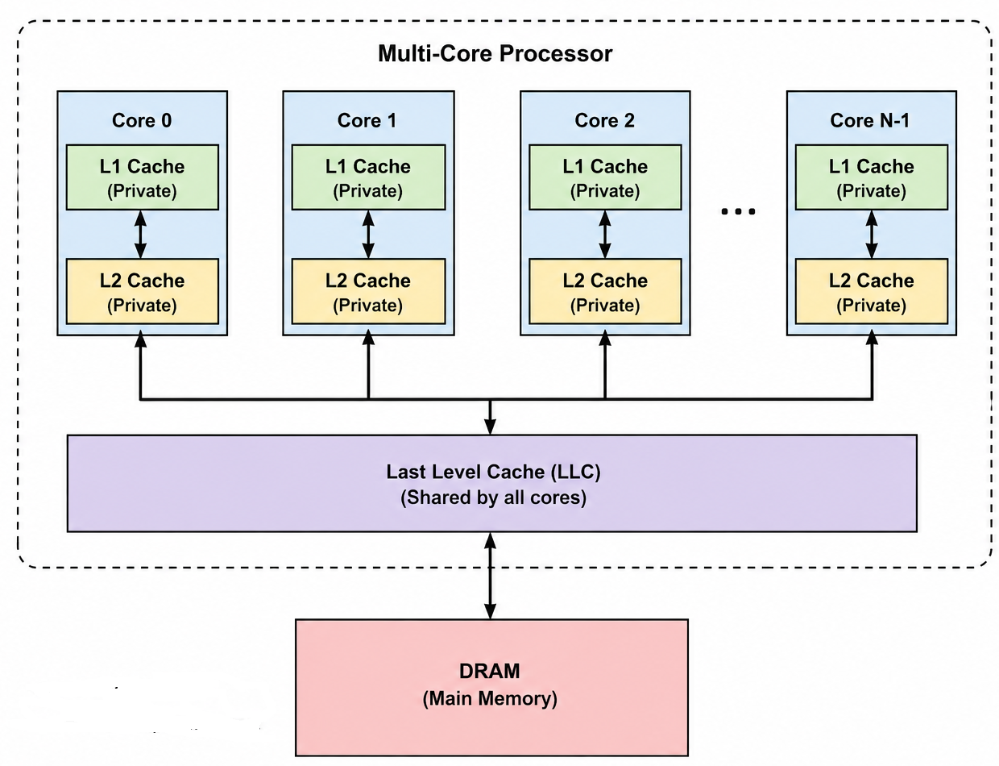 Multi-Core Processor
Core 0
L1 Cache
(Private)
L2 Cache
(Private)
Core 1
L1 Cache
(Private)
L2 Cache
(Private)
Core 2
L1 Cache
(Private)
L2 Cache
(Private)
...
Core N-1
L1 Cache
(Private)
L2 Cache
(Private)
Last Level Cache (LLC)
(Shared by all cores)
DRAM
(Main Memory)